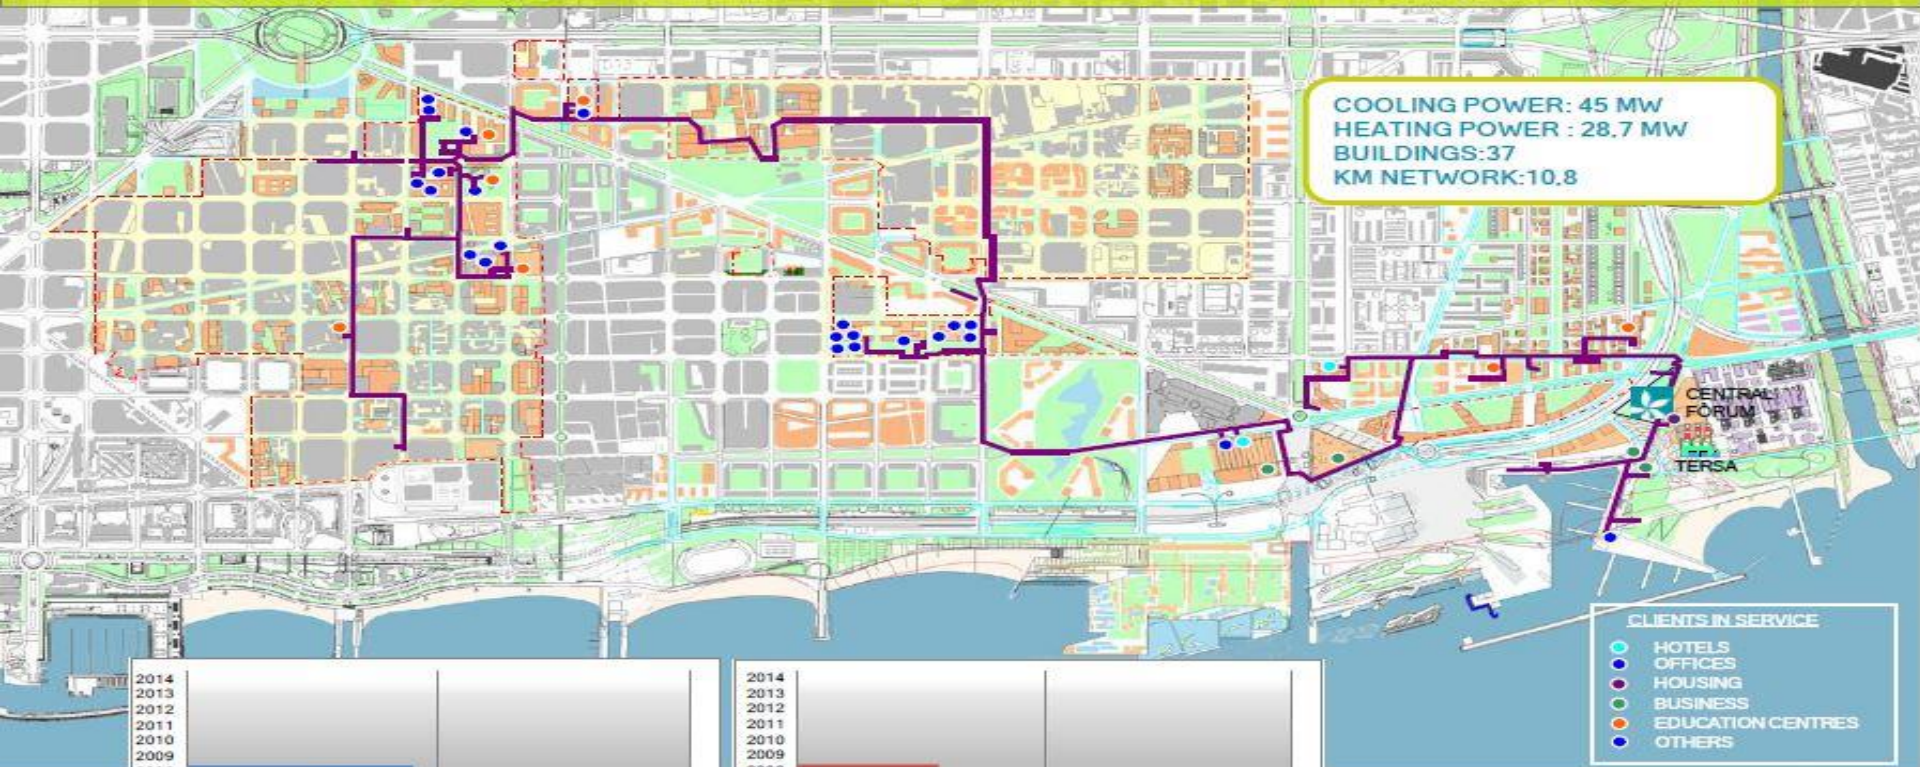 COOLING POWER: 45 MW
HEATING POWER : 28,7 MW
BUILDINGS:37
KM NETWORK:10,8
CENTRAL
FORUM
TERSA
CLIENTS IN SERVICE
HOTELS
OFFICES
HOUSING
BUSINESS
EDUCATION CENTRES
OTHERS
2014
2013
2012
2011
2010
2009
2014
2013
2012
2011
2010
2009